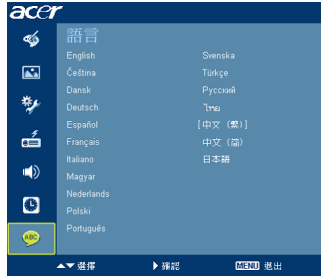 acer
語言
English
Čeština
Dansk
Deutsch
Español
Français
Italiano
Magyar
Nederlands
Polski
Português
Svenska
Türkçe
Русский
ไทย
[中文 (繁)]
中文 (简)
日本語
ABC
▲▼ 選擇
▶ 確認
MENU 退出